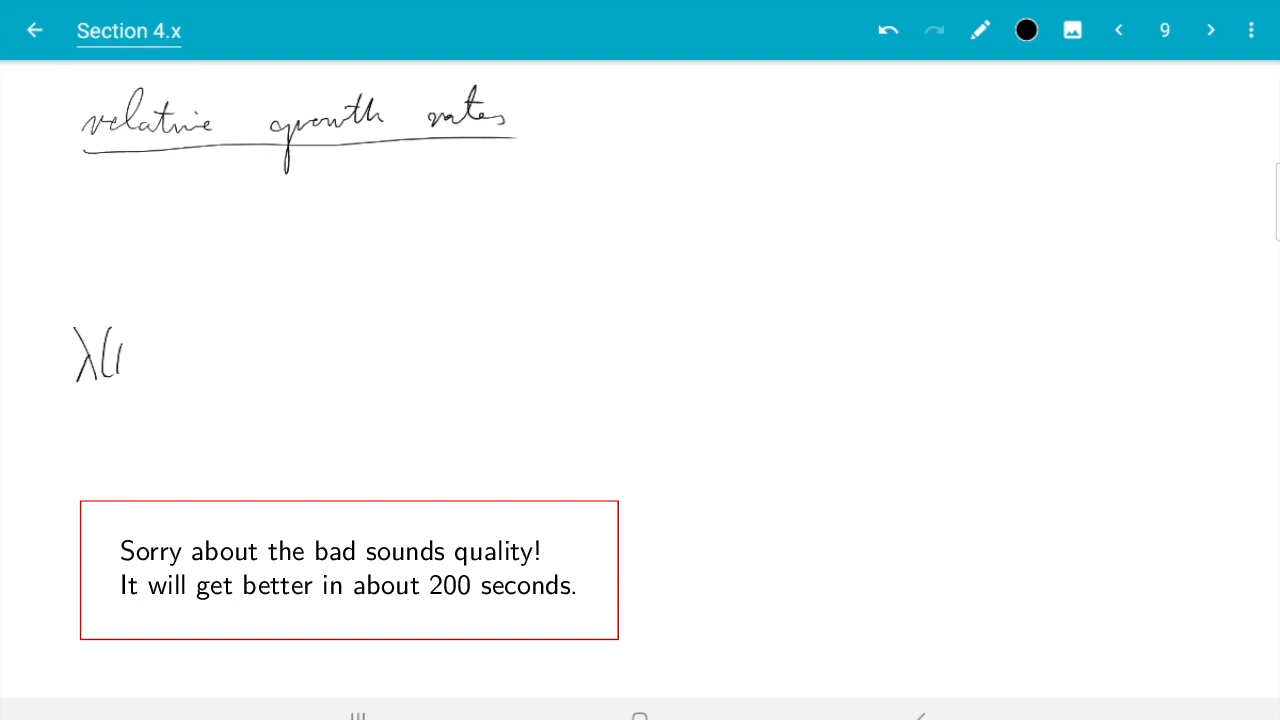 Section 4.x
9
relative growth rates
λ(
Sorry about the bad sounds quality!
It will get better in about 200 seconds.